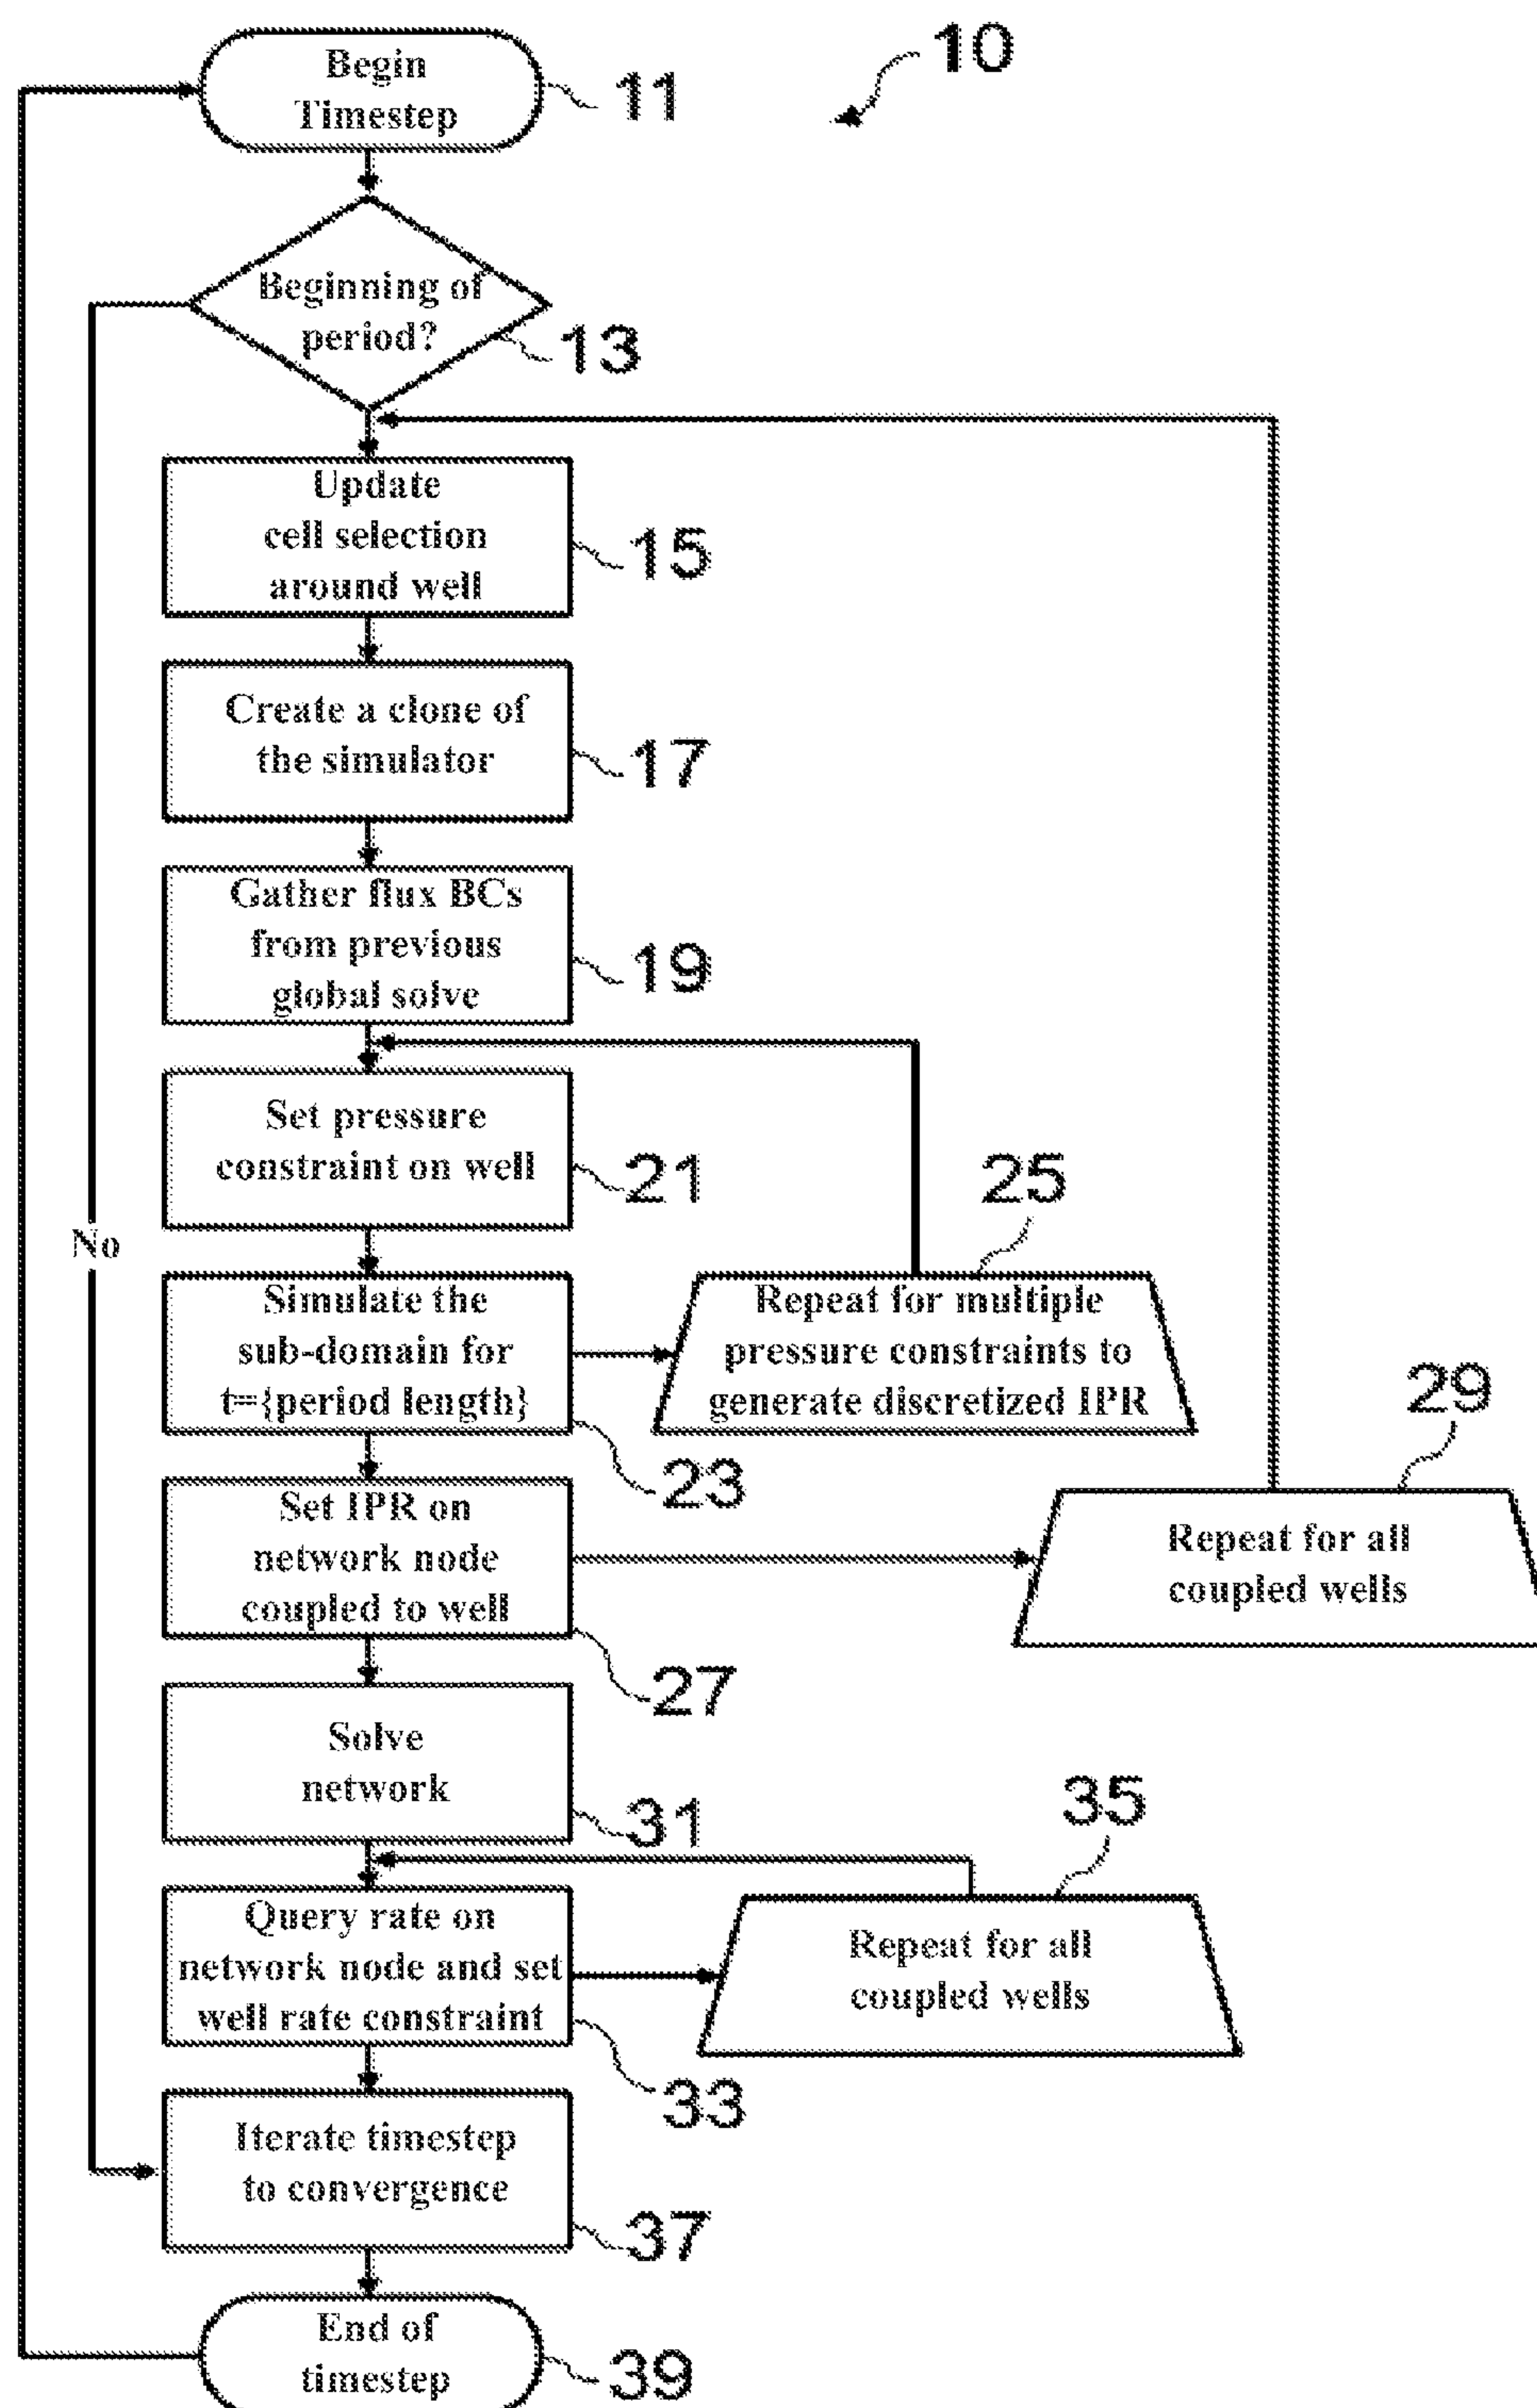 10
Begin
Timestep
11
Beginning of
period?
13
Update
cell selection
around well
15
Create a clone of
the simulator
17
Gather flux BCs
from previous
global solve
19
Set pressure
constraint on well
21
25
No
Simulate the
sub-domain for
t={period length}
23
Repeat for multiple
pressure constraints to
generate discretized IPR
29
Set IPR on
network node
coupled to well
27
Repeat for all
coupled wells
Solve
network
31
35
Query rate on
network node and set
well rate constraint
33
Repeat for all
coupled wells
Iterate timestep
to convergence
37
End of
timestep
39